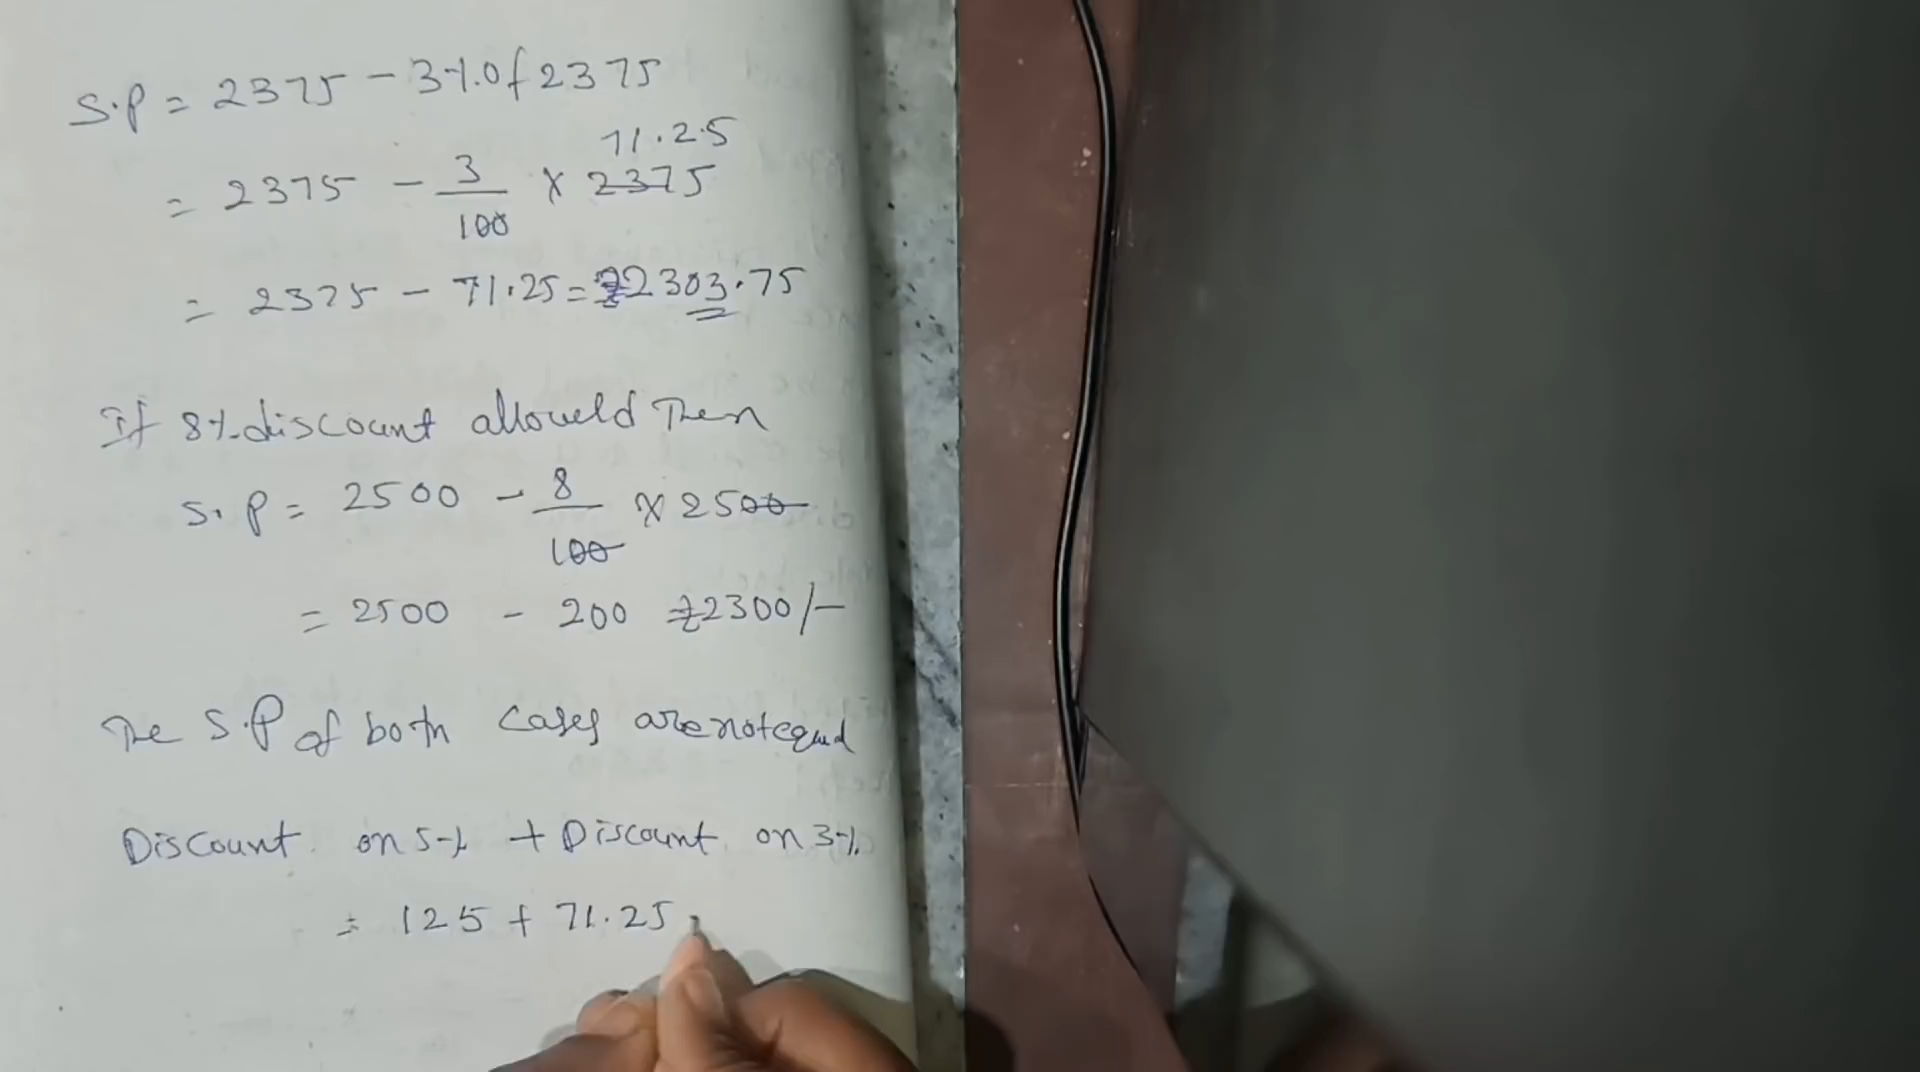 S.P = 2375 - 3% of 2375
71.2.5
= 2375 - 3/100 × 2375
= 2375 - 71.25 = ₹2303.75
If 8% discount allowed Then
S.P = 2500 - 8/100 × 2500
= 2500 - 200 ₹2300/-
The S.P of both cases are not equal
Discount on 5% + Discount on 3%
= 125 + 71.25